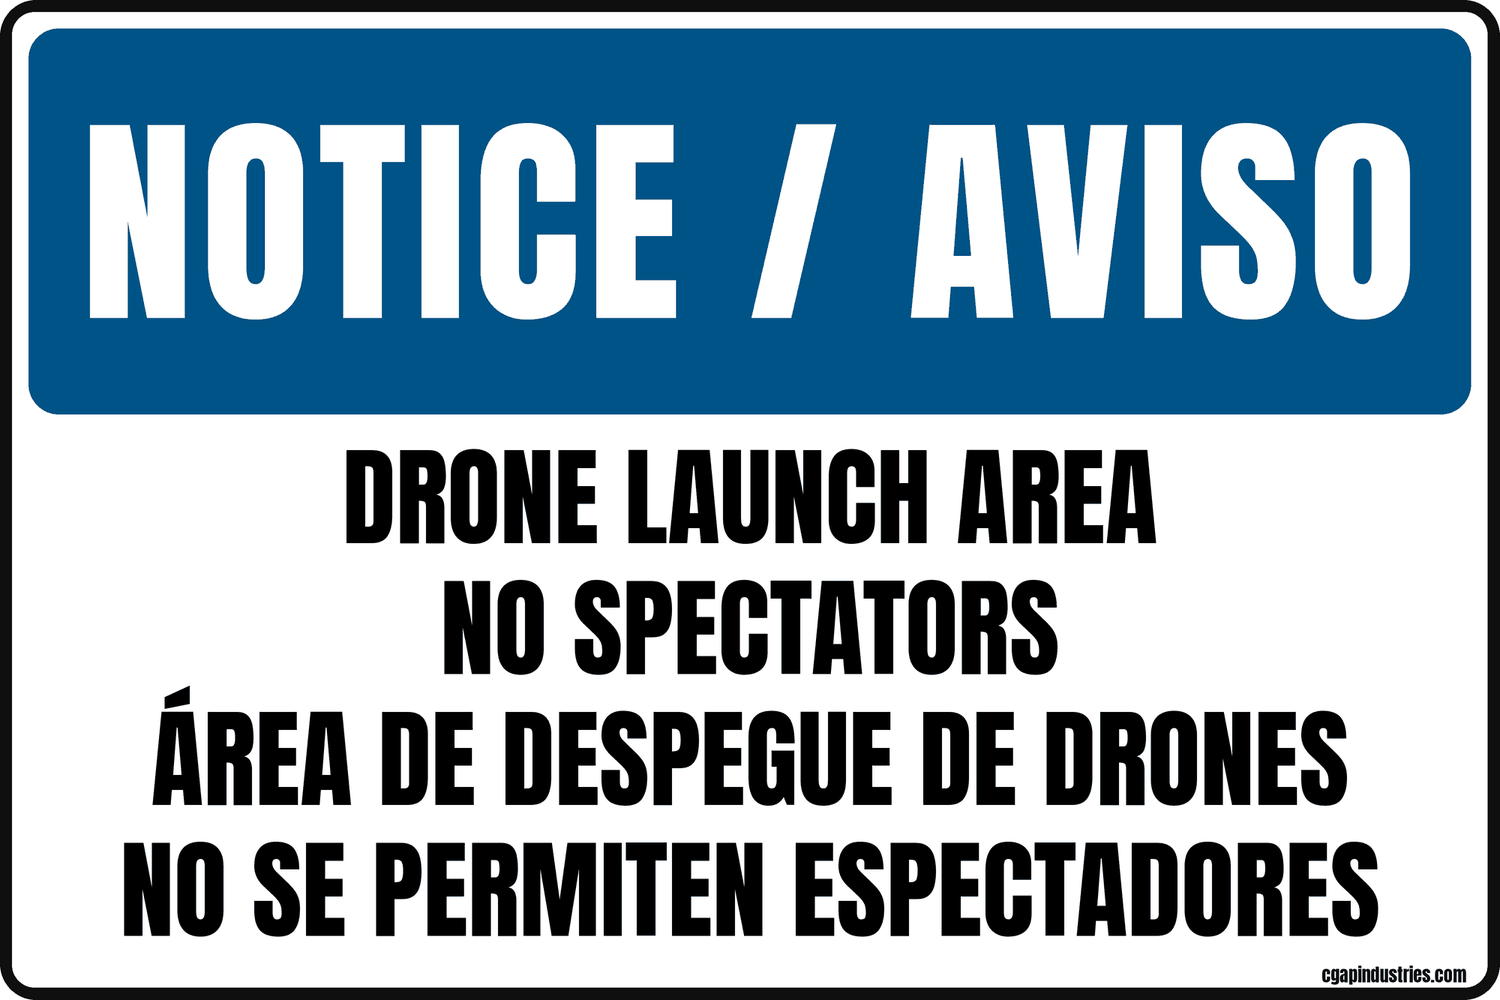 NOTICE / AVISO
DRONE LAUNCH AREA
NO SPECTATORS
ÁREA DE DESPEGUE DE DRONES
NO SE PERMITEN ESPECTADORES
cgapindustries.com